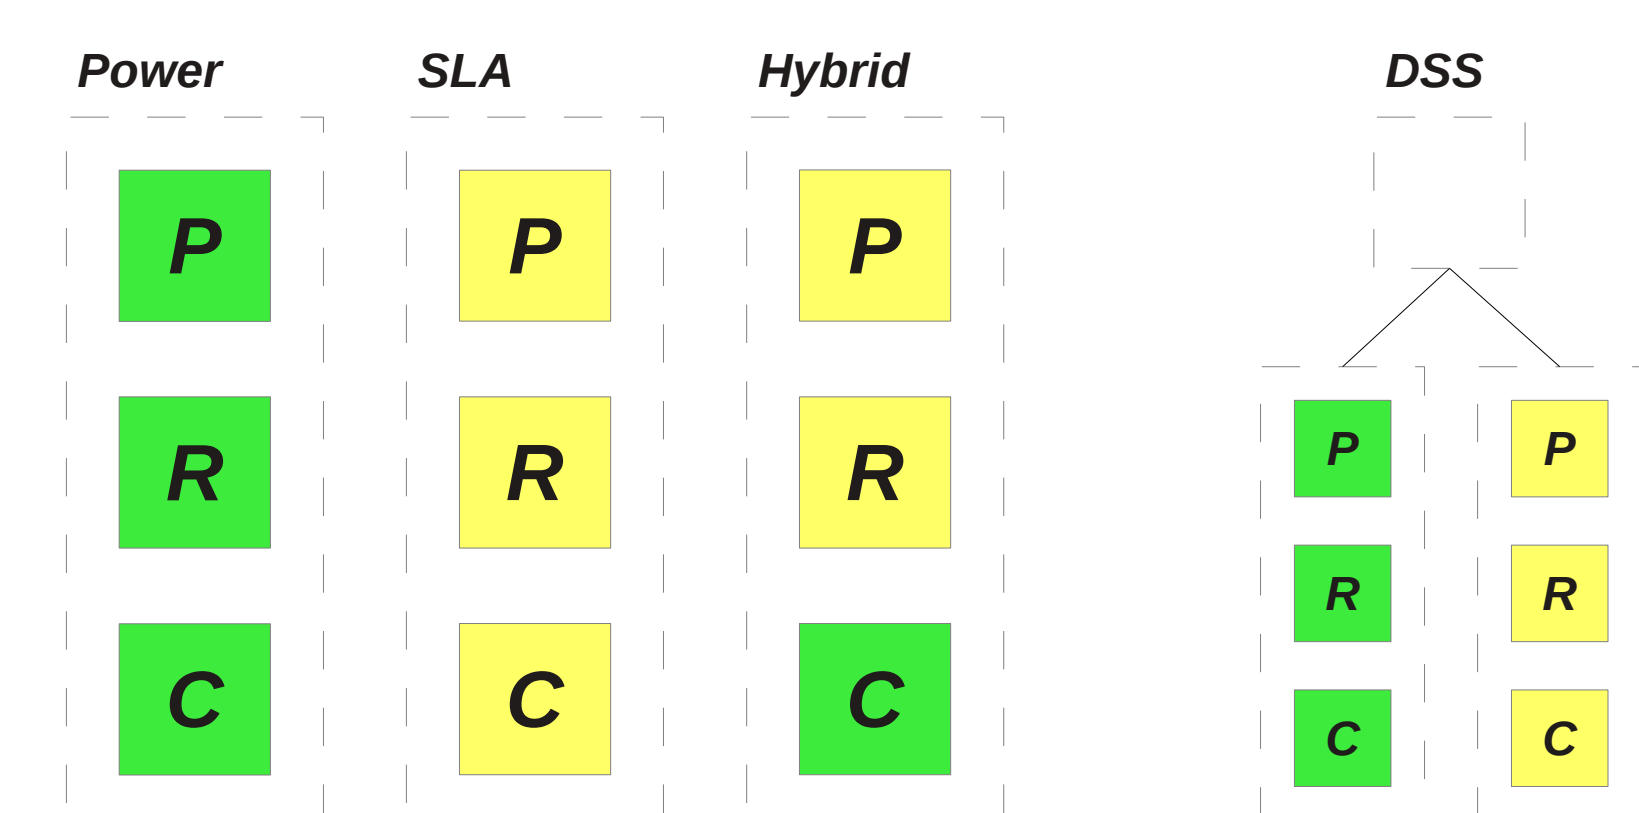 Power SLA Hybrid DSS
P P P
R R R
C C C
P P
R R
C C